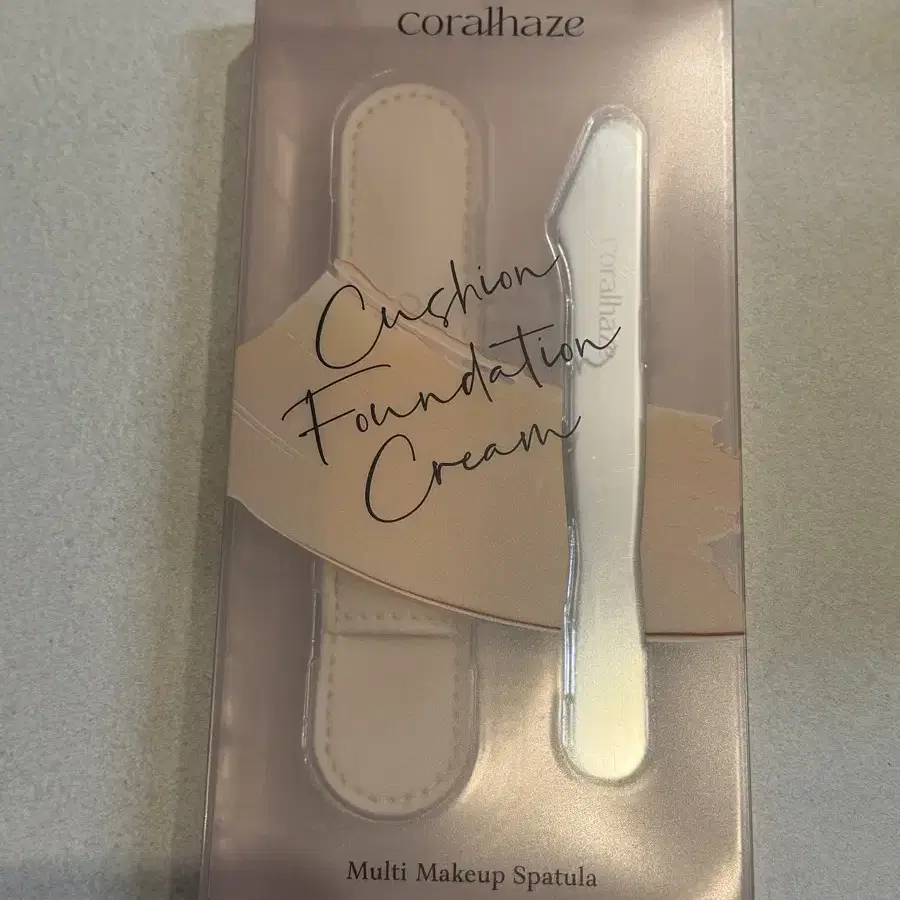 coralhaze
coralhaze
Cushion
Foundation
Cream
Multi Makeup Spatula